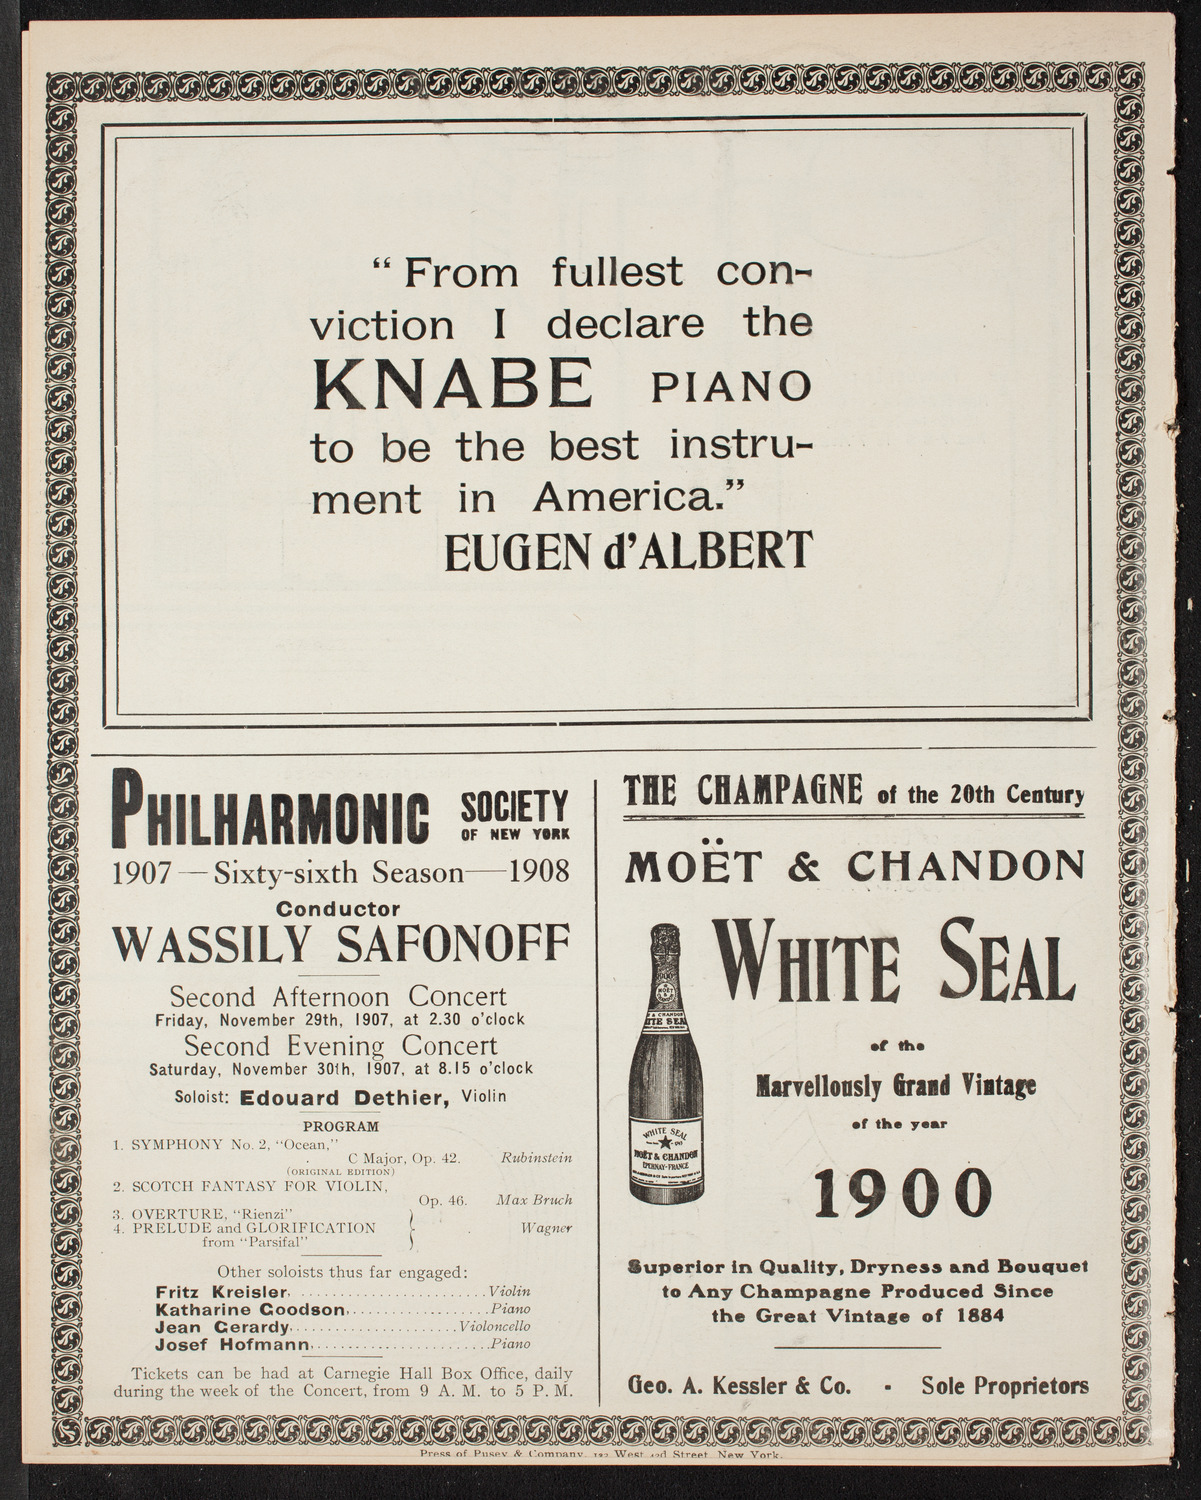 “ From fullest con-
viction I declare the
KNABE PIANO
to be the best instru-
ment in America.”
EUGEN d’ALBERT
PHILHARMONIC SOCIETY
OF NEW YORK
1907 — Sixty-sixth Season — 1908
Conductor
WASSILY SAFONOFF
Second Afternoon Concert
Friday, November 29th, 1907, at 2.30 o’clock
Second Evening Concert
Saturday, November 30th, 1907, at 8.15 o’clock
Soloist: Edouard Dethier, Violin
PROGRAM
1. SYMPHONY No. 2, “Ocean,”
C Major, Op. 42. Rubinstein
(ORIGINAL EDITION)
2. SCOTCH FANTASY FOR VIOLIN,
Op. 46. Max Bruch
3. OVERTURE, “Rienzi”
4. PRELUDE and GLORIFICATION } . Wagner
from “Parsifal”
Other soloists thus far engaged:
Fritz Kreisler........................Violin
Katharine Goodson...................Piano
Jean Gerardy.......................Violoncello
Josef Hofmann.......................Piano
Tickets can be had at Carnegie Hall Box Office, daily
during the week of the Concert, from 9 A. M. to 5 P. M.
THE CHAMPAGNE of the 20th Century
MOËT & CHANDON
WHITE SEAL
of the
Marvellously Grand Vintage
of the year
1900
WHITE SEAL
MOËT & CHANDON
EPERNAY-FRANCE
Superior in Quality, Dryness and Bouquet
to Any Champagne Produced Since
the Great Vintage of 1884
Geo. A. Kessler & Co. - Sole Proprietors
Press of Pusey & Company, West Street, New York.